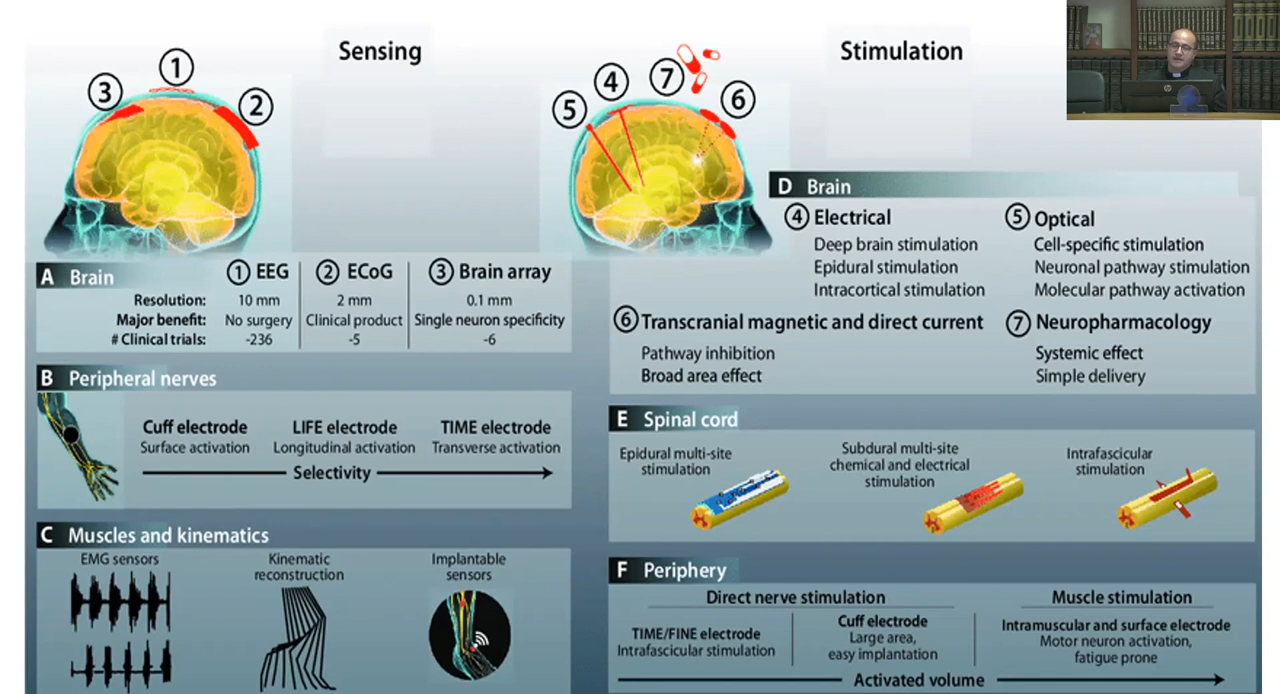 Sensing
Stimulation
1
2
3
4
5
6
7
A Brain
1 EEG
2 ECoG
3 Brain array
Resolution: 10 mm 2 mm 0.1 mm
Major benefit: No surgery Clinical product Single neuron specificity
# Clinical trials: -236 -5 -6
B Peripheral nerves
Cuff electrode
Surface activation
LIFE electrode
Longitudinal activation
TIME electrode
Transverse activation
Selectivity
C Muscles and kinematics
EMG sensors
Kinematic
reconstruction
Implantable
sensors
D Brain
4 Electrical
Deep brain stimulation
Epidural stimulation
Intracortical stimulation
5 Optical
Cell-specific stimulation
Neuronal pathway stimulation
Molecular pathway activation
6 Transcranial magnetic and direct current
Pathway inhibition
Broad area effect
7 Neuropharmacology
Systemic effect
Simple delivery
E Spinal cord
Epidural multi-site
stimulation
Subdural multi-site
chemical and electrical
stimulation
Intrafascicular
stimulation
F Periphery
Direct nerve stimulation
TIME/FINE electrode
Intrafascicular stimulation
Cuff electrode
Large area,
easy implantation
Muscle stimulation
Intramuscular and surface electrode
Motor neuron activation,
fatigue prone
Activated volume